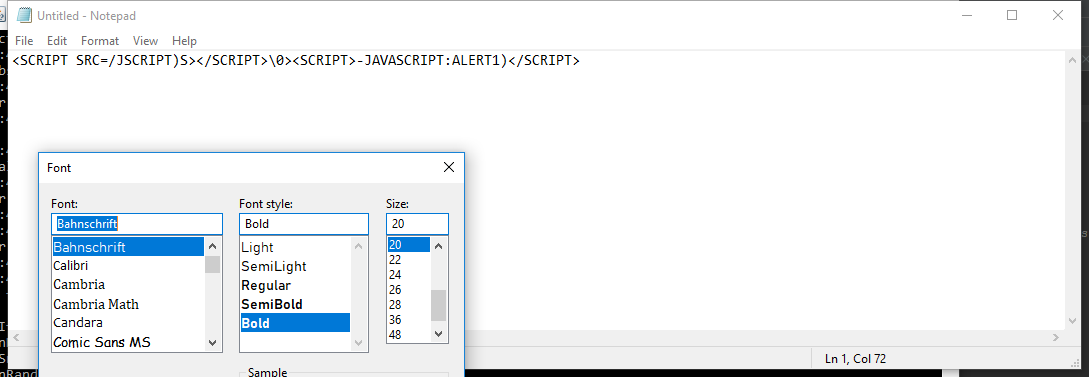 Untitled - Notepad
File Edit Format View Help
<SCRIPT SRC=/JSCRIPT)S></SCRIPT>\0><SCRIPT>-JAVASCRIPT:ALERT1)</SCRIPT>
Font
Font: Font style: Size:
Bahnschrift Bold 20
Bahnschrift Light 20
Calibri SemiLight 22
Cambria Regular 24
Cambria Math SemiBold 26
Candara Bold 28
Comic Sans MS 36
48
Ln 1, Col 72
Sample